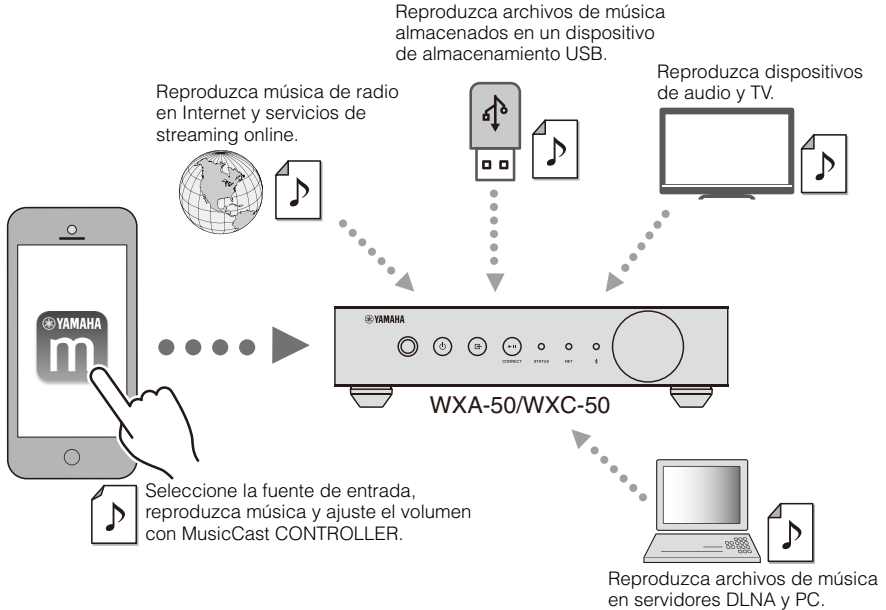 Reproduzca archivos de música
almacenados en un dispositivo
de almacenamiento USB.
Reproduzca dispositivos
de audio y TV.
Reproduzca música de radio
en Internet y servicios de
streaming online.
YAMAHA
m
YAMAHA
CONNECT
STATUS
NET
WXA-50/WXC-50
Seleccione la fuente de entrada,
reproduzca música y ajuste el volumen
con MusicCast CONTROLLER.
Reproduzca archivos de música
en servidores DLNA y PC.